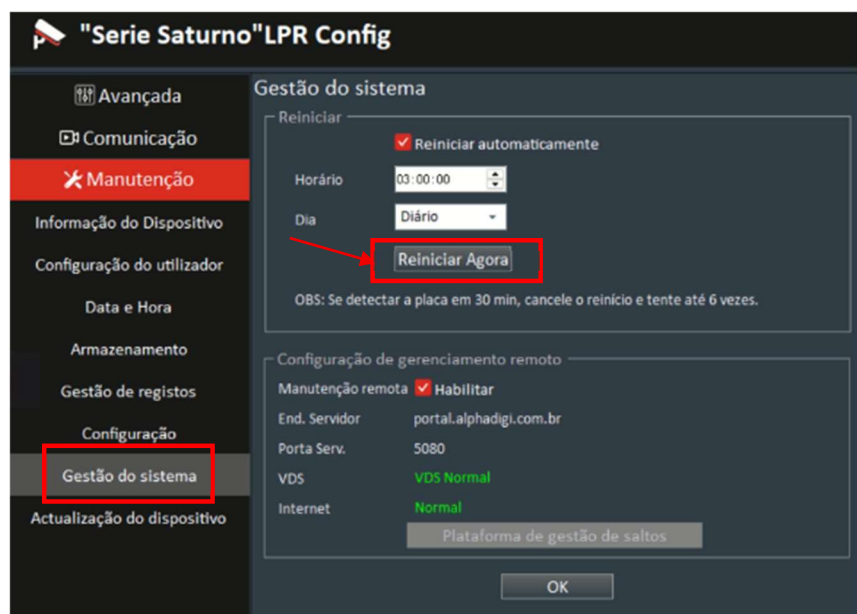 "Serie Saturno"LPR Config
Avançada
Comunicação
Manutenção
Informação do Dispositivo
Configuração do utilizador
Data e Hora
Armazenamento
Gestão de registos
Configuração
Gestão do sistema
Actualização do dispositivo
Gestão do sistema
Reiniciar
Reiniciar automaticamente
Horário 03:00:00
Dia Diário
Reiniciar Agora
OBS: Se detectar a placa em 30 min, cancele o reinício e tente até 6 vezes.
Configuração de gerenciamento remoto
Manutenção remota Habilitar
End. Servidor portal.alphadigi.com.br
Porta Serv. 5080
VDS VDS Normal
Internet Normal
Plataforma de gestão de saltos
OK